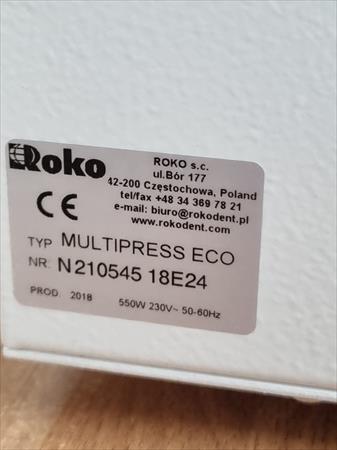 Roko
ROKO s.c.
ul.Bór 177
42-200 Częstochowa, Poland
tel/fax +48 34 369 78 21
e-mail: biuro@rokodent.pl
www.rokodent.com
CE
TYP MULTIPRESS ECO
NR: N210545 18E24
PROD. 2018 550W 230V~ 50-60Hz